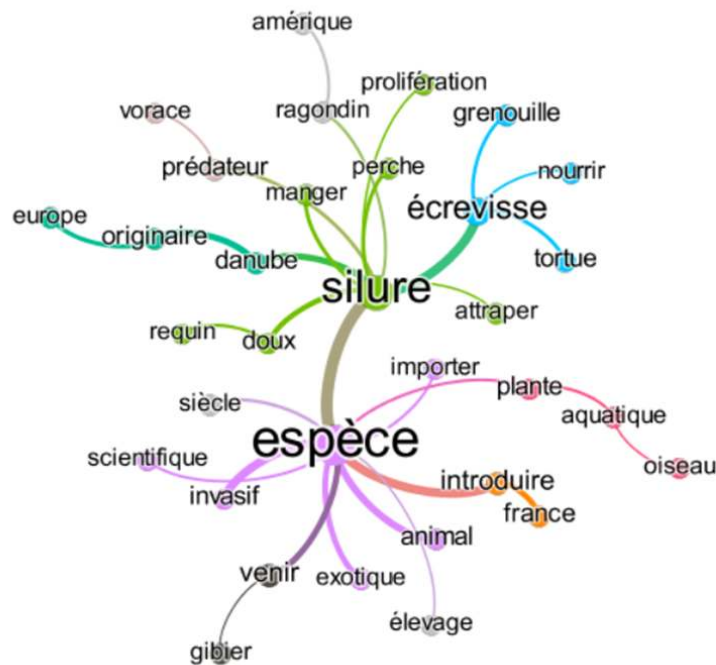 amérique
prolifération
ragondin
vorace
grenouille
prédateur
perche
nourrir
manger
écrevisse
europe
originaire
danube
tortue
silure
attraper
requin
doux
importer
plante
siècle
aquatique
espèce
scientifique
oiseau
introduire
invasif
france
animal
venir
exotique
élevage
gibier